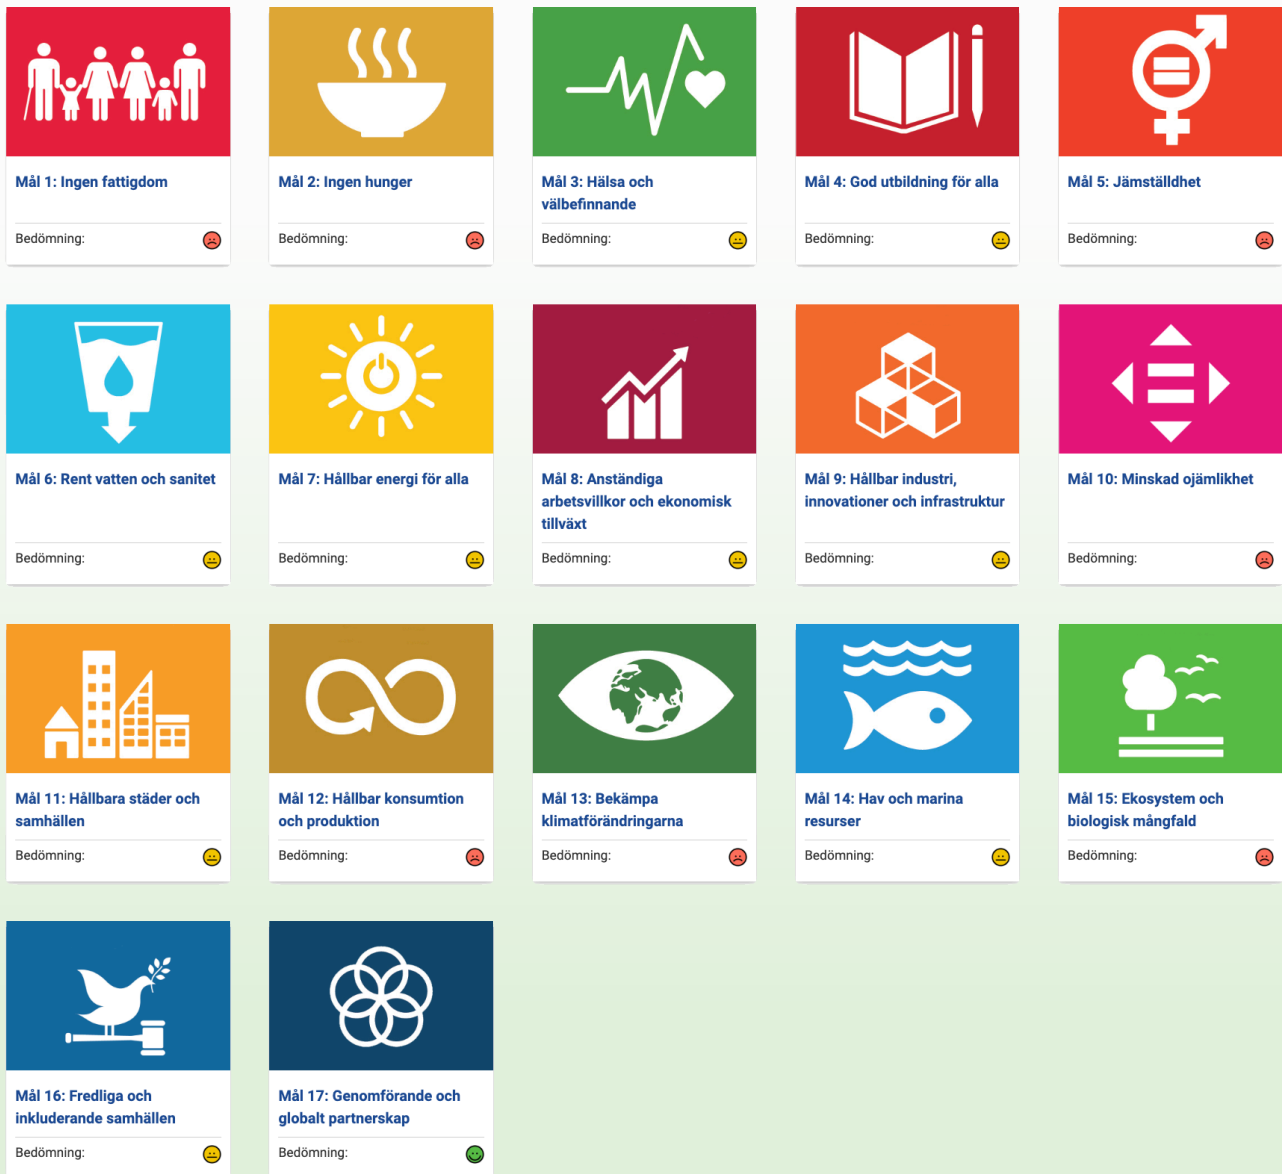 Mål 1: Ingen fattigdom
Bedömning:
Mål 2: Ingen hunger
Bedömning:
Mål 3: Hälsa och
välbefinnande
Bedömning:
Mål 4: God utbildning för alla
Bedömning:
Mål 5: Jämställdhet
Bedömning:
Mål 6: Rent vatten och sanitet
Bedömning:
Mål 7: Hållbar energi för alla
Bedömning:
Mål 8: Anständiga
arbetsvillkor och ekonomisk
tillväxt
Bedömning:
Mål 9: Hållbar industri,
innovationer och infrastruktur
Bedömning:
Mål 10: Minskad ojämlikhet
Bedömning:
Mål 11: Hållbara städer och
samhällen
Bedömning:
Mål 12: Hållbar konsumtion
och produktion
Bedömning:
Mål 13: Bekämpa
klimatförändringarna
Bedömning:
Mål 14: Hav och marina
resurser
Bedömning:
Mål 15: Ekosystem och
biologisk mångfald
Bedömning:
Mål 16: Fredliga och
inkluderande samhällen
Bedömning:
Mål 17: Genomförande och
globalt partnerskap
Bedömning: